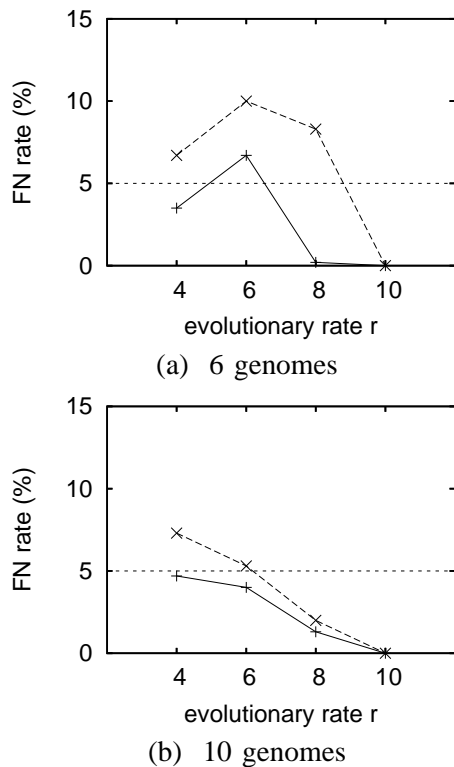 15
10
5
0
FN rate (%)
4 6 8 10
evolutionary rate r
(a) 6 genomes
15
10
5
0
FN rate (%)
4 6 8 10
evolutionary rate r
(b) 10 genomes